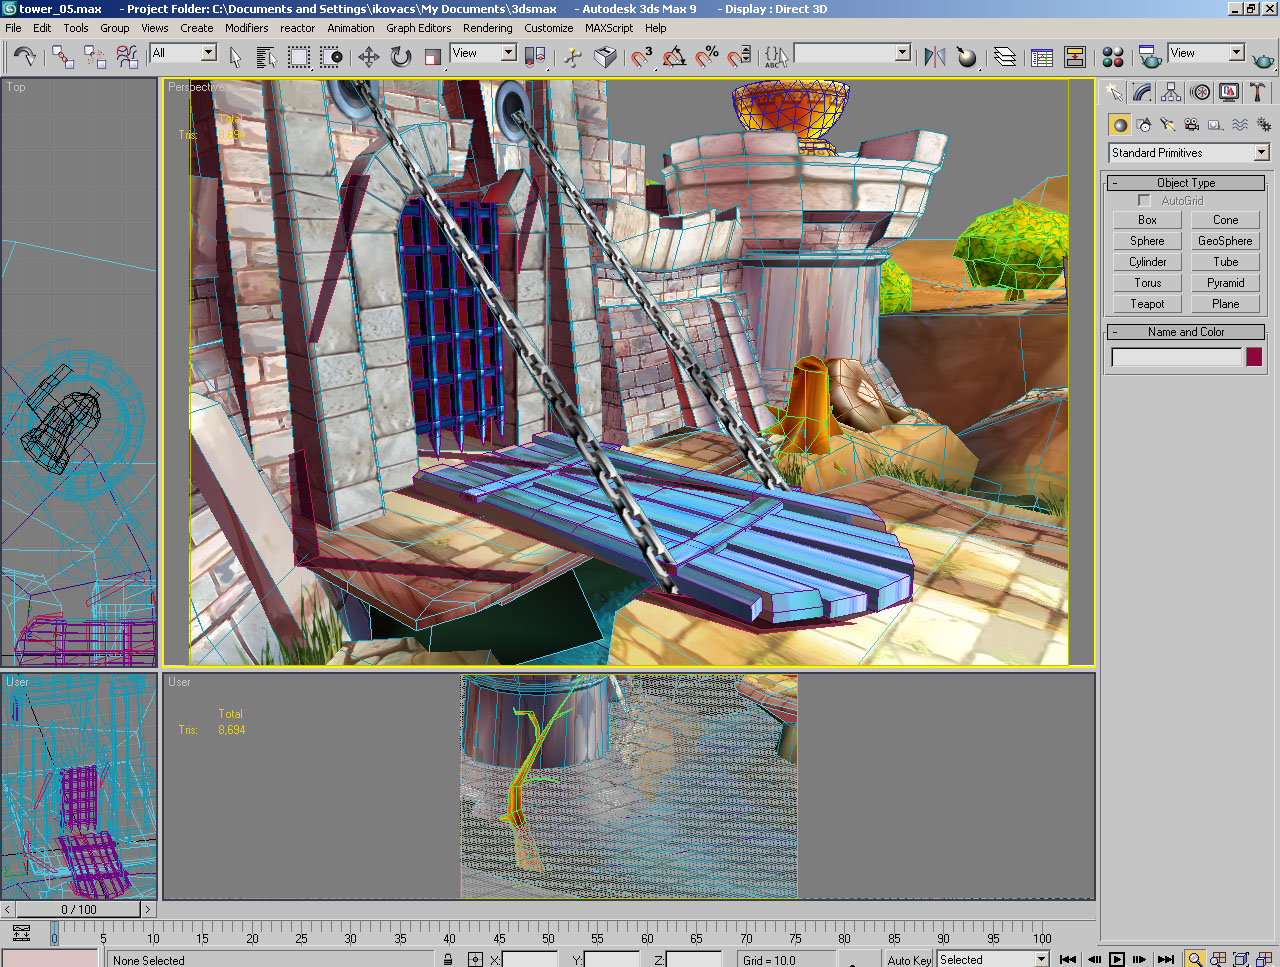 tower_05.max - Project Folder: C:\Documents and Settings\ikovacs\My Documents\3dsmax - Autodesk 3ds Max 9 - Display : Direct 3D
File Edit Tools Group Views Create Modifiers reactor Animation Graph Editors Rendering Customize MAXScript Help
All View 3 % ABC View
Top
Perspective
Total
Tris: 8,694
Standard Primitives
- Object Type
AutoGrid
Box Cone
Sphere GeoSphere
Cylinder Tube
Torus Pyramid
Teapot Plane
- Name and Color
User
User
Total
Tris: 8,694
< 0 / 100 >
0 5 10 15 20 25 30 35 40 45 50 55 60 65 70 75 80 85 90 95 100
None Selected X: Y: Z: Grid = 10.0 Auto Key Selected